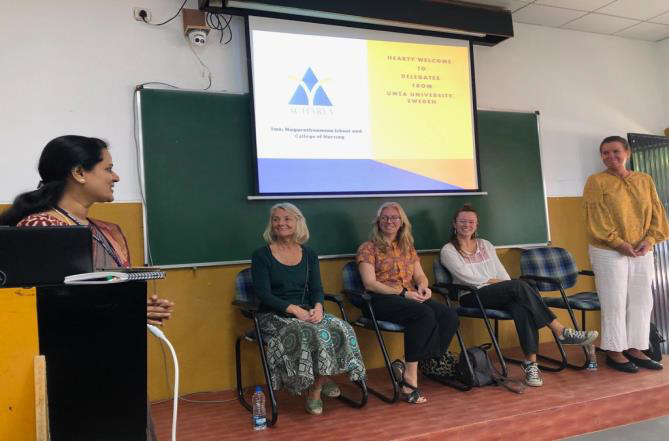 HEARTY WELCOME
TO
DELEGATES
FROM
UMEA UNIVERSITY,
SWEDEN
ACHARYA
Smt. Nagarathnamma School and
College of Nursing